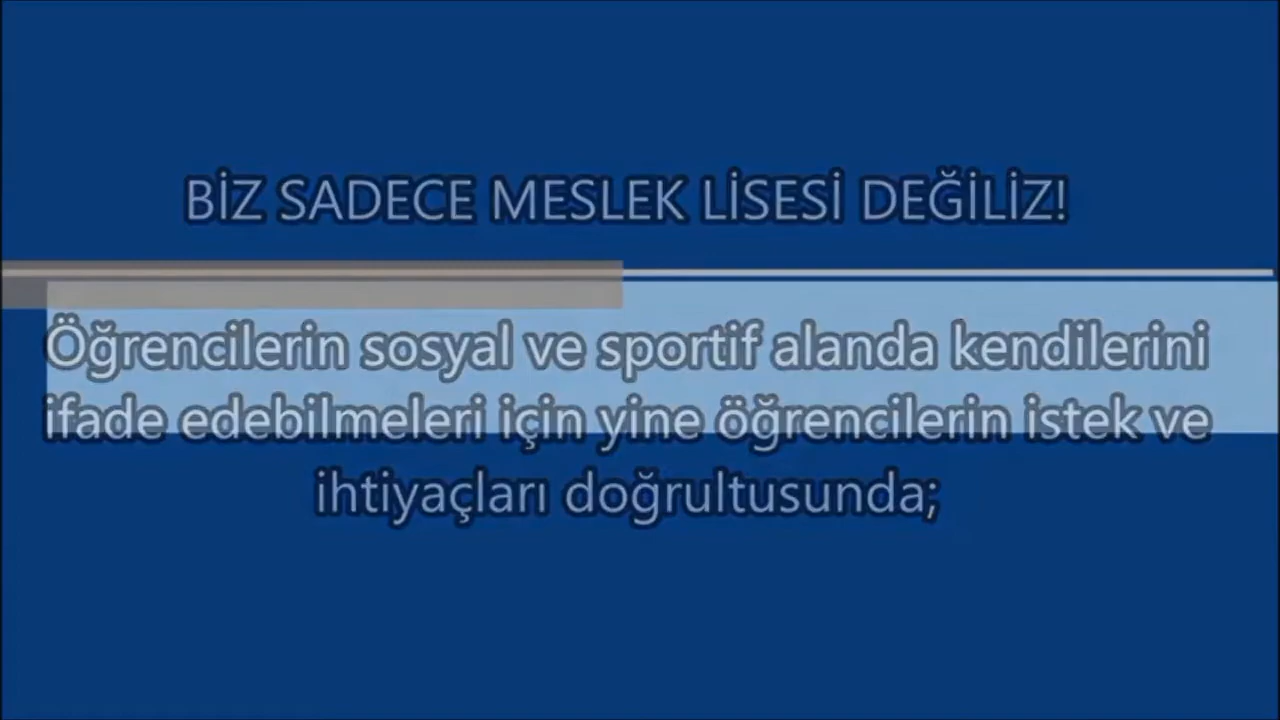 BİZ SADECE MESLEK LİSESİ DEĞİLİZ!
Öğrencilerin sosyal ve sportif alanda kendilerini
ifade edebilmeleri için yine öğrencilerin istek ve
ihtiyaçları doğrultusunda;